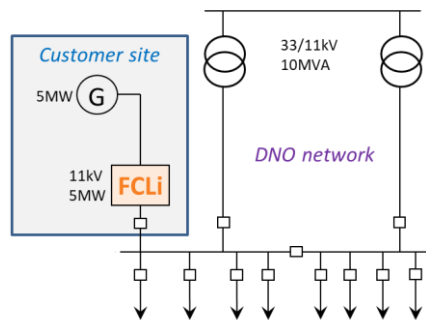 Customer site
5MW
G
11kV
5MW
FCLi
33/11kV
10MVA
DNO network